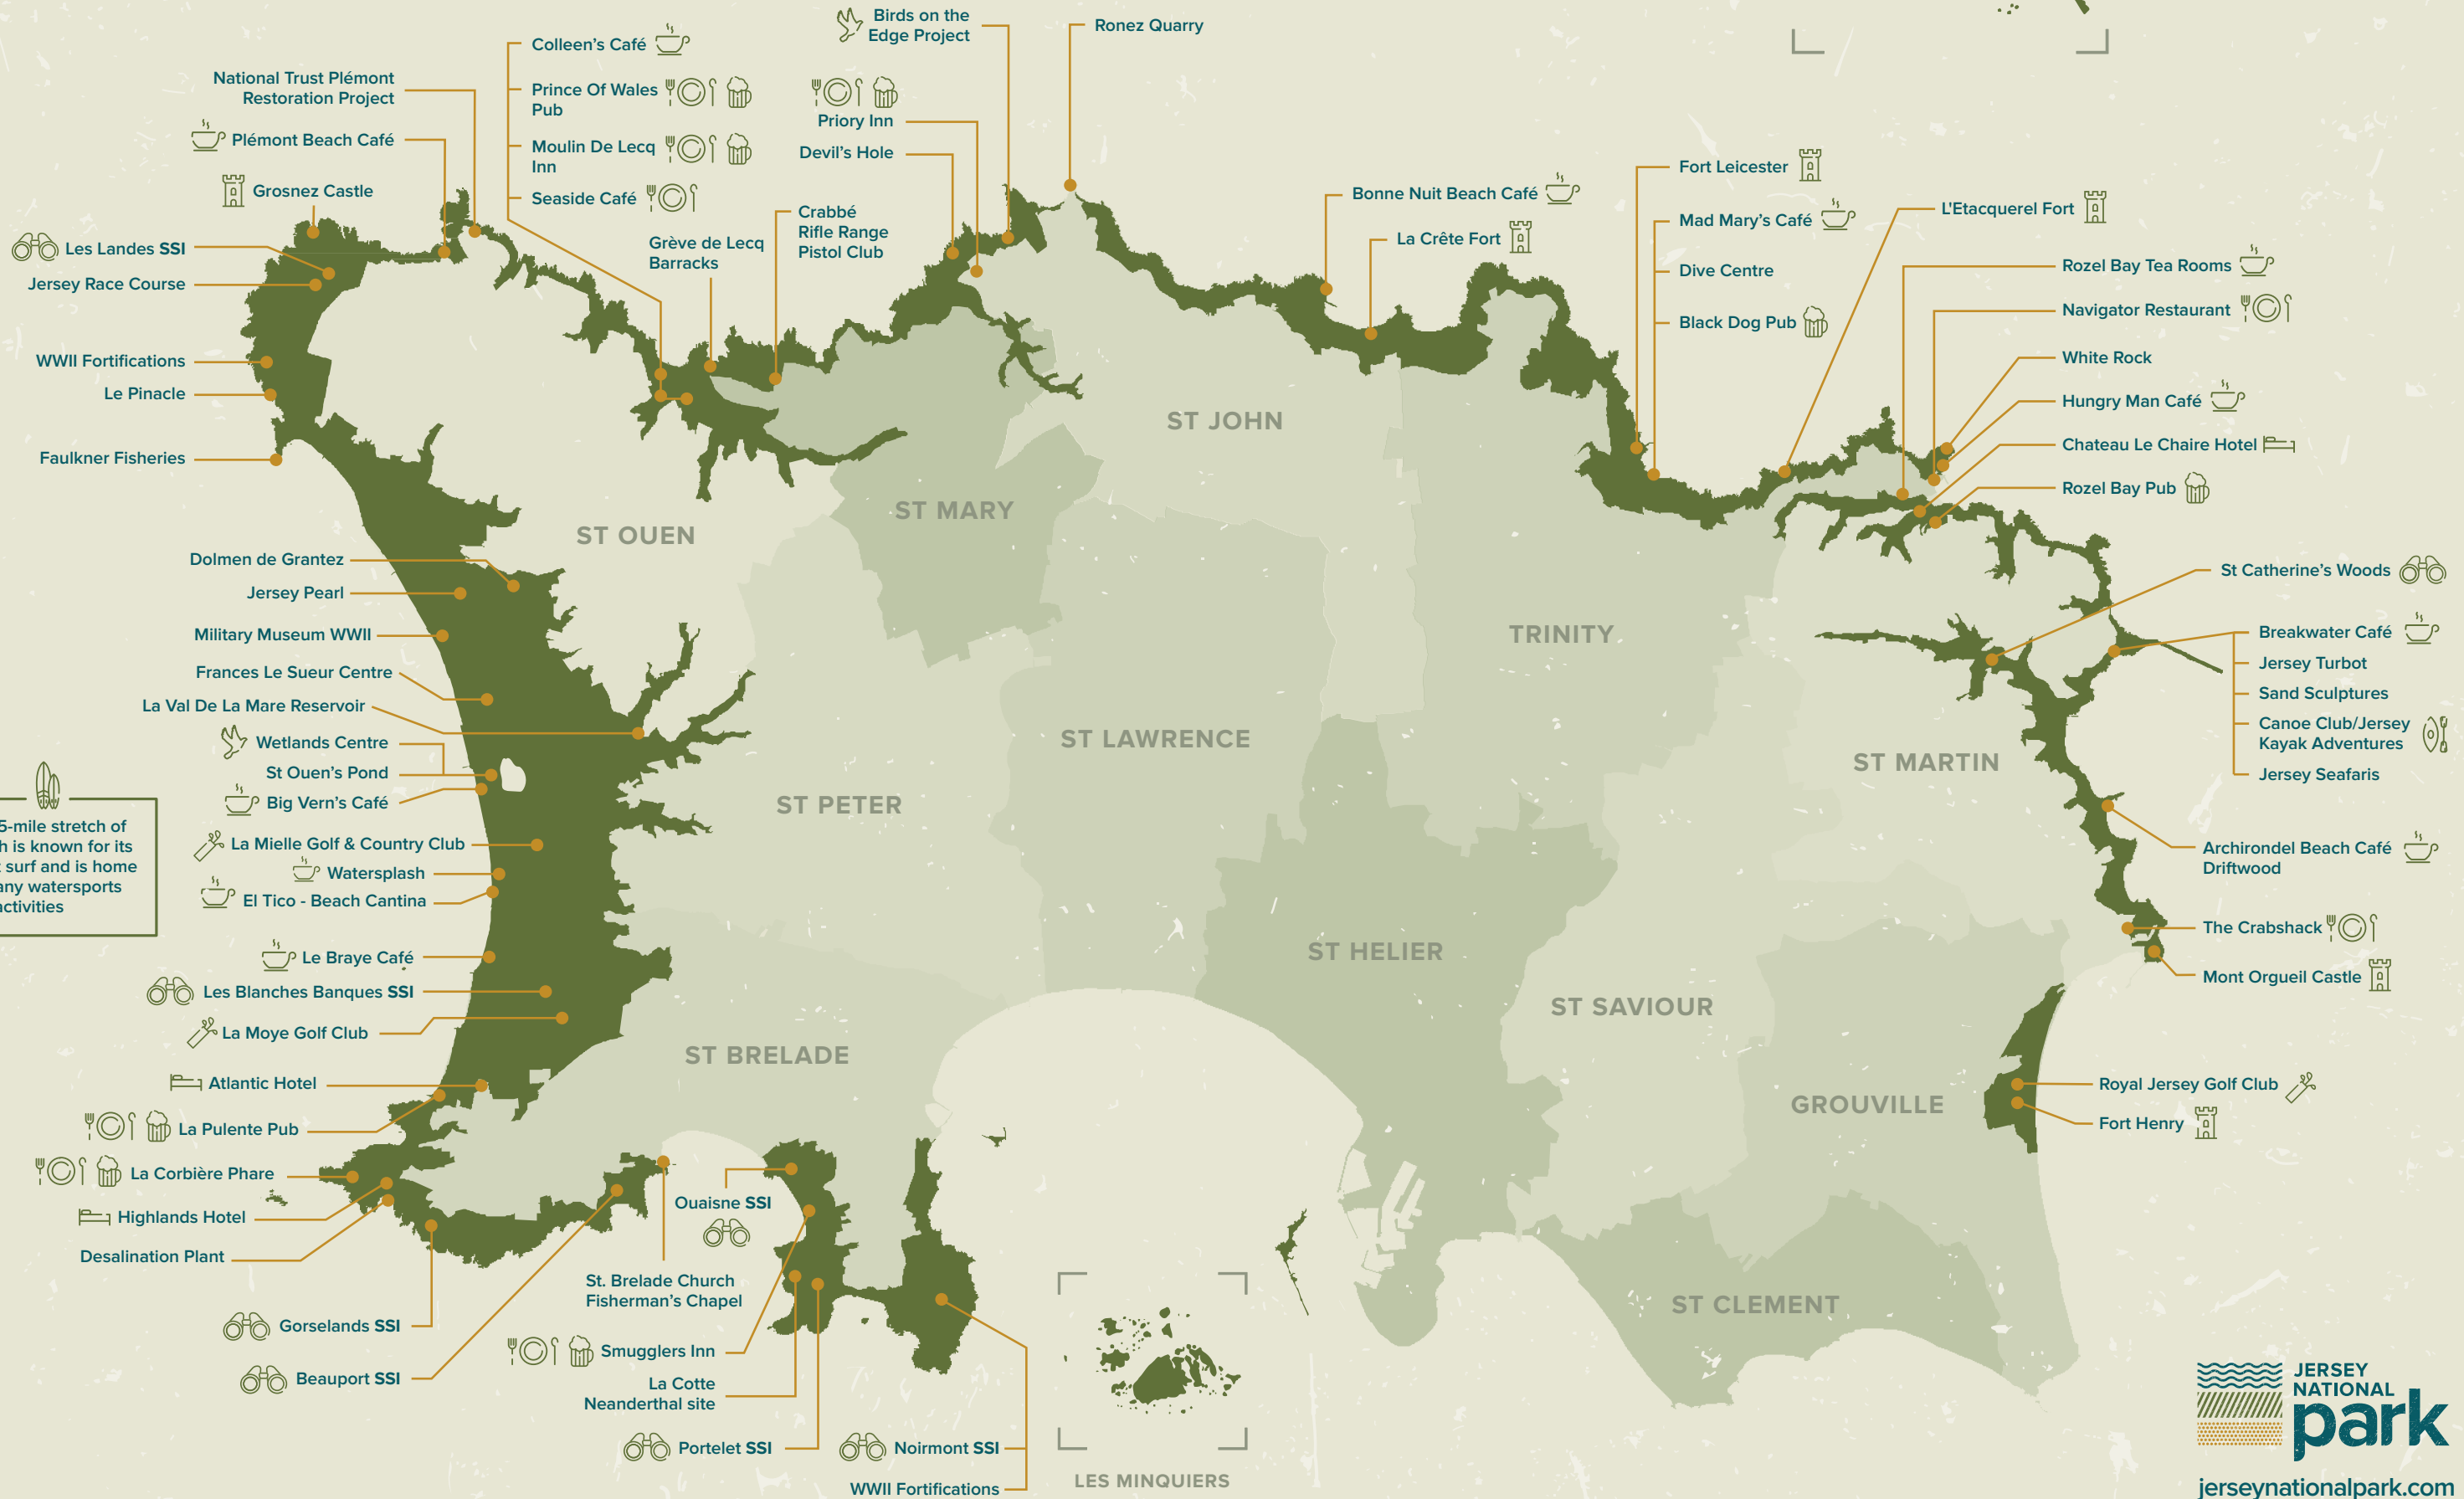 Colleen's Café
Prince Of Wales
Pub
Moulin De Lecq
Inn
Seaside Café
National Trust Plémont
Restoration Project
Plémont Beach Café
Grosnez Castle
Les Landes SSI
Jersey Race Course
WWII Fortifications
Le Pinacle
Faulkner Fisheries
Birds on the
Edge Project
Priory Inn
Devil's Hole
Crabbé
Rifle Range
Pistol Club
Grève de Lecq
Barracks
Ronez Quarry
Bonne Nuit Beach Café
La Crête Fort
Fort Leicester
Mad Mary's Café
Dive Centre
Black Dog Pub
L'Etacquerel Fort
Rozel Bay Tea Rooms
Navigator Restaurant
White Rock
Hungry Man Café
Chateau Le Chaire Hotel
Rozel Bay Pub
St Catherine's Woods
Breakwater Café
Jersey Turbot
Sand Sculptures
Canoe Club/Jersey
Kayak Adventures
Jersey Seafaris
Archirondel Beach Café
Driftwood
The Crabshack
Mont Orgueil Castle
Royal Jersey Golf Club
Fort Henry
ST OUEN
ST MARY
ST JOHN
TRINITY
ST LAWRENCE
ST PETER
ST MARTIN
ST HELIER
ST SAVIOUR
ST BRELADE
GROUVILLE
ST CLEMENT
Dolmen de Grantez
Jersey Pearl
Military Museum WWII
Frances Le Sueur Centre
La Val De La Mare Reservoir
Wetlands Centre
St Ouen's Pond
Big Vern's Café
La Mielle Golf & Country Club
Watersplash
El Tico - Beach Cantina
Le Braye Café
Les Blanches Banques SSI
La Moye Golf Club
Atlantic Hotel
La Pulente Pub
La Corbière Phare
Highlands Hotel
Desalination Plant
Gorselands SSI
Beauport SSI
5-mile stretch of
is known for its
surf and is home
watersports
Ouaisne SSI
St. Brelade Church
Fisherman's Chapel
Smugglers Inn
La Cotte
Neanderthal site
Portelet SSI
Noirmont SSI
WWII Fortifications
LES MINQUIERS
JERSEY
NATIONAL
park
jerseynationalpark.com